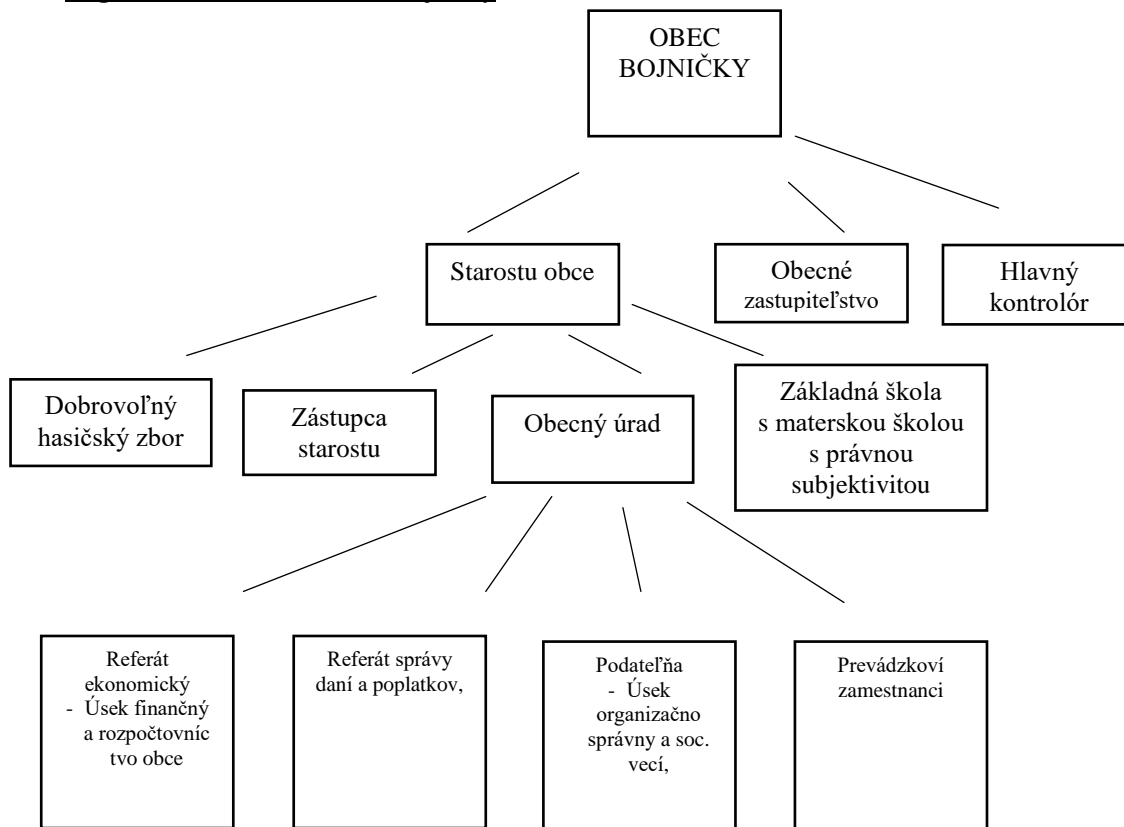 OBEC
BOJNIČKY
Starostu obce
Obecné
zastupiteľstvo
Hlavný
kontrolór
Dobrovoľný
hasičský zbor
Zástupca
starostu
Obecný úrad
Základná škola
s materskou školou
s právnou
subjektivitou
Referát
ekonomický
- Úsek finančný
a rozpočtovníc
tvo obce
Referát správy
daní a poplatkov,
Podateľňa
- Úsek
organizačno
správny a soc.
vecí,
Prevádzkoví
zamestnanci